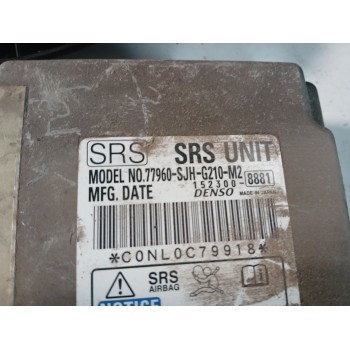 SRS SRS UNIT
MODEL NO.77960-SJH-G210-M2
MFG. DATE 152300-8881
DENSO MADE IN JAPAN
*C0NL0C79918*
SRS
AIRBAG
NOTICE